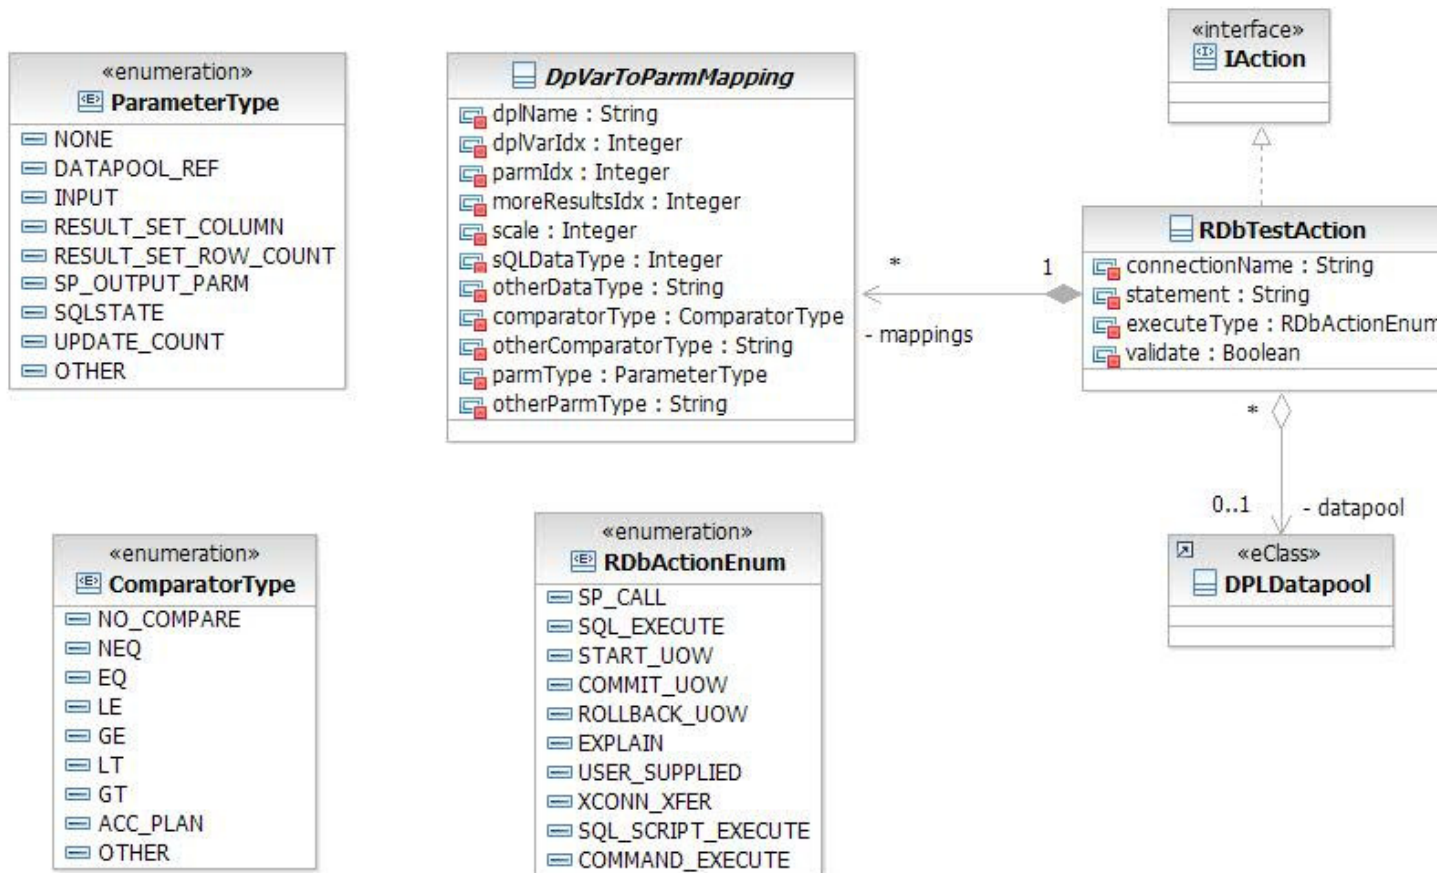 «enumeration»
ParameterType
NONE
DATAPOOL_REF
INPUT
RESULT_SET_COLUMN
RESULT_SET_ROW_COUNT
SP_OUTPUT_PARM
SQLSTATE
UPDATE_COUNT
OTHER
DpVarToParmMapping
dplName : String
dplVarIdx : Integer
parmIdx : Integer
moreResultsIdx : Integer
scale : Integer
sQLDataType : Integer
otherDataType : String
comparatorType : ComparatorType
otherComparatorType : String
parmType : ParameterType
otherParmType : String
*
1
- mappings
«interface»
IAction
RDbTestAction
connectionName : String
statement : String
executeType : RDbActionEnum
validate : Boolean
*
0..1
- datapool
«eClass»
DPLDatapool
«enumeration»
ComparatorType
NO_COMPARE
NEQ
EQ
LE
GE
LT
GT
ACC_PLAN
OTHER
«enumeration»
RDbActionEnum
SP_CALL
SQL_EXECUTE
START_UOW
COMMIT_UOW
ROLLBACK_UOW
EXPLAIN
USER_SUPPLIED
XCONN_XFER
SQL_SCRIPT_EXECUTE
COMMAND_EXECUTE